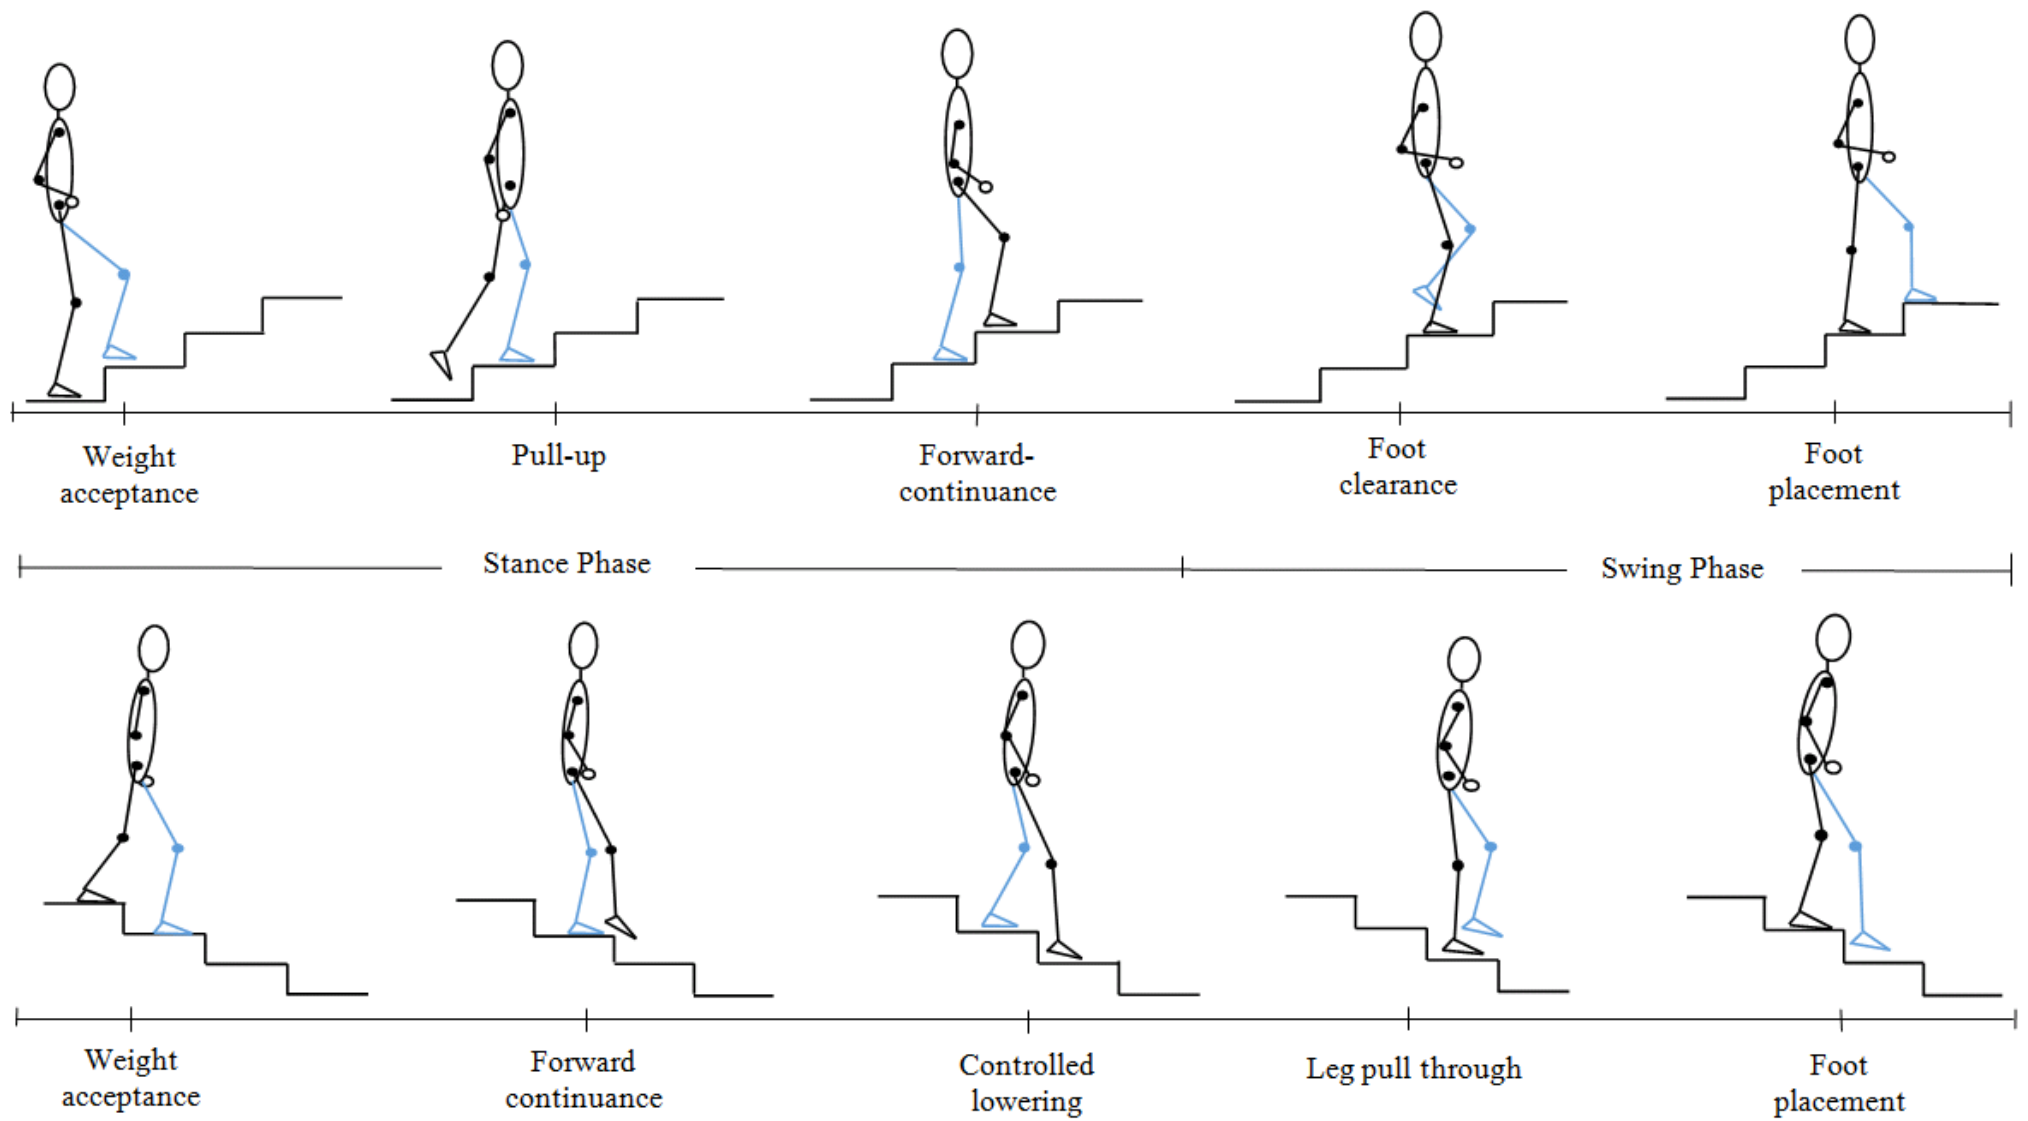 Weight
acceptance
Pull-up
Forward-
continuance
Foot
clearance
Foot
placement
Stance Phase
Swing Phase
Weight
acceptance
Forward
continuance
Controlled
lowering
Leg pull through
Foot
placement